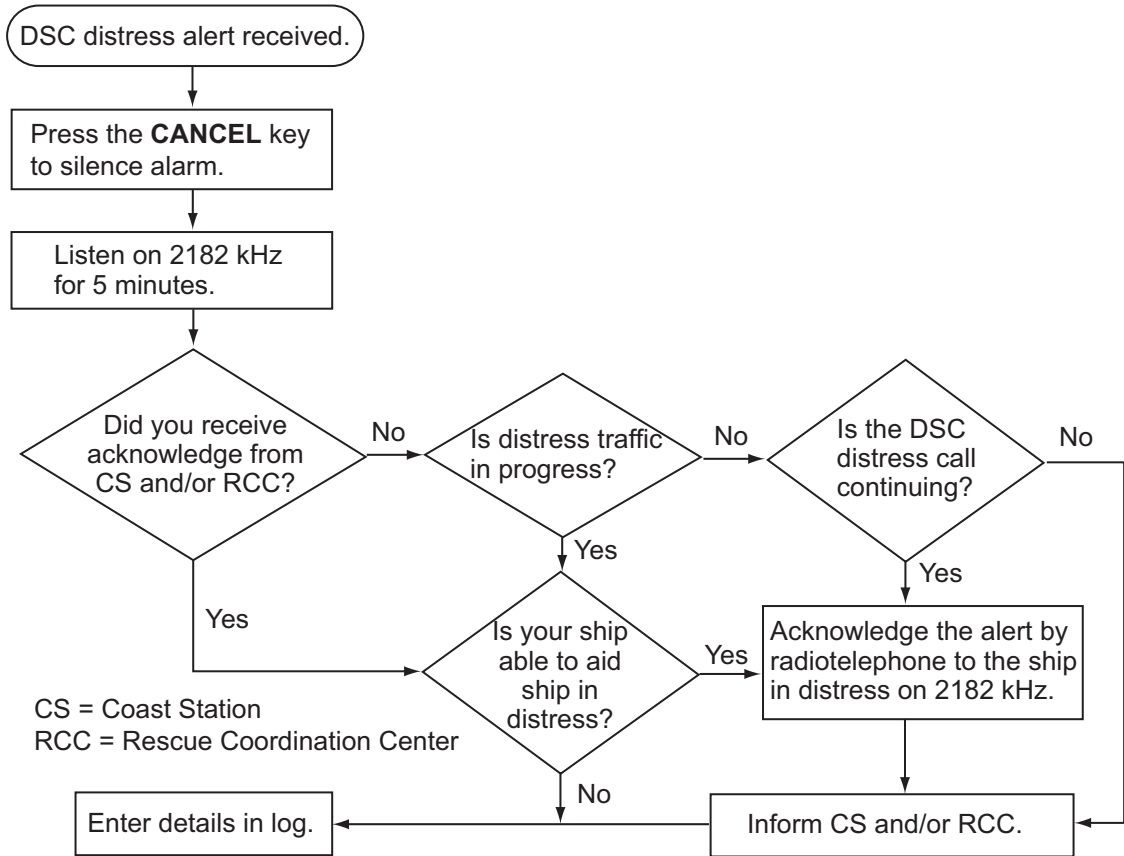 DSC distress alert received.
Press the CANCEL key
to silence alarm.
Listen on 2182 kHz
for 5 minutes.
Did you receive
acknowledge from
CS and/or RCC?
No
Is distress traffic
in progress?
No
Is the DSC
distress call
continuing?
No
Yes
Yes
Yes
Is your ship
able to aid
ship in
distress?
Yes
Acknowledge the alert by
radiotelephone to the ship
in distress on 2182 kHz.
CS = Coast Station
RCC = Rescue Coordination Center
No
Enter details in log.
Inform CS and/or RCC.